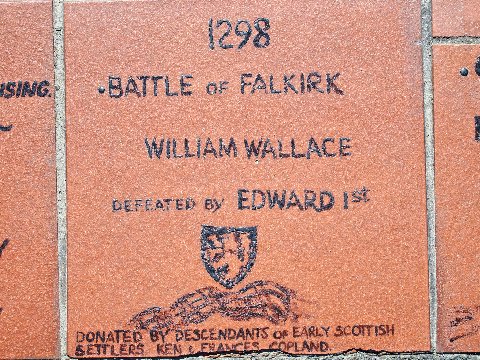 1298
•BATTLE OF FALKIRK
WILLIAM WALLACE
DEFEATED BY EDWARD 1st
DONATED BY DESCENDANTS OF EARLY SCOTTISH
SETTLERS KEN & FRANCES COPLAND.